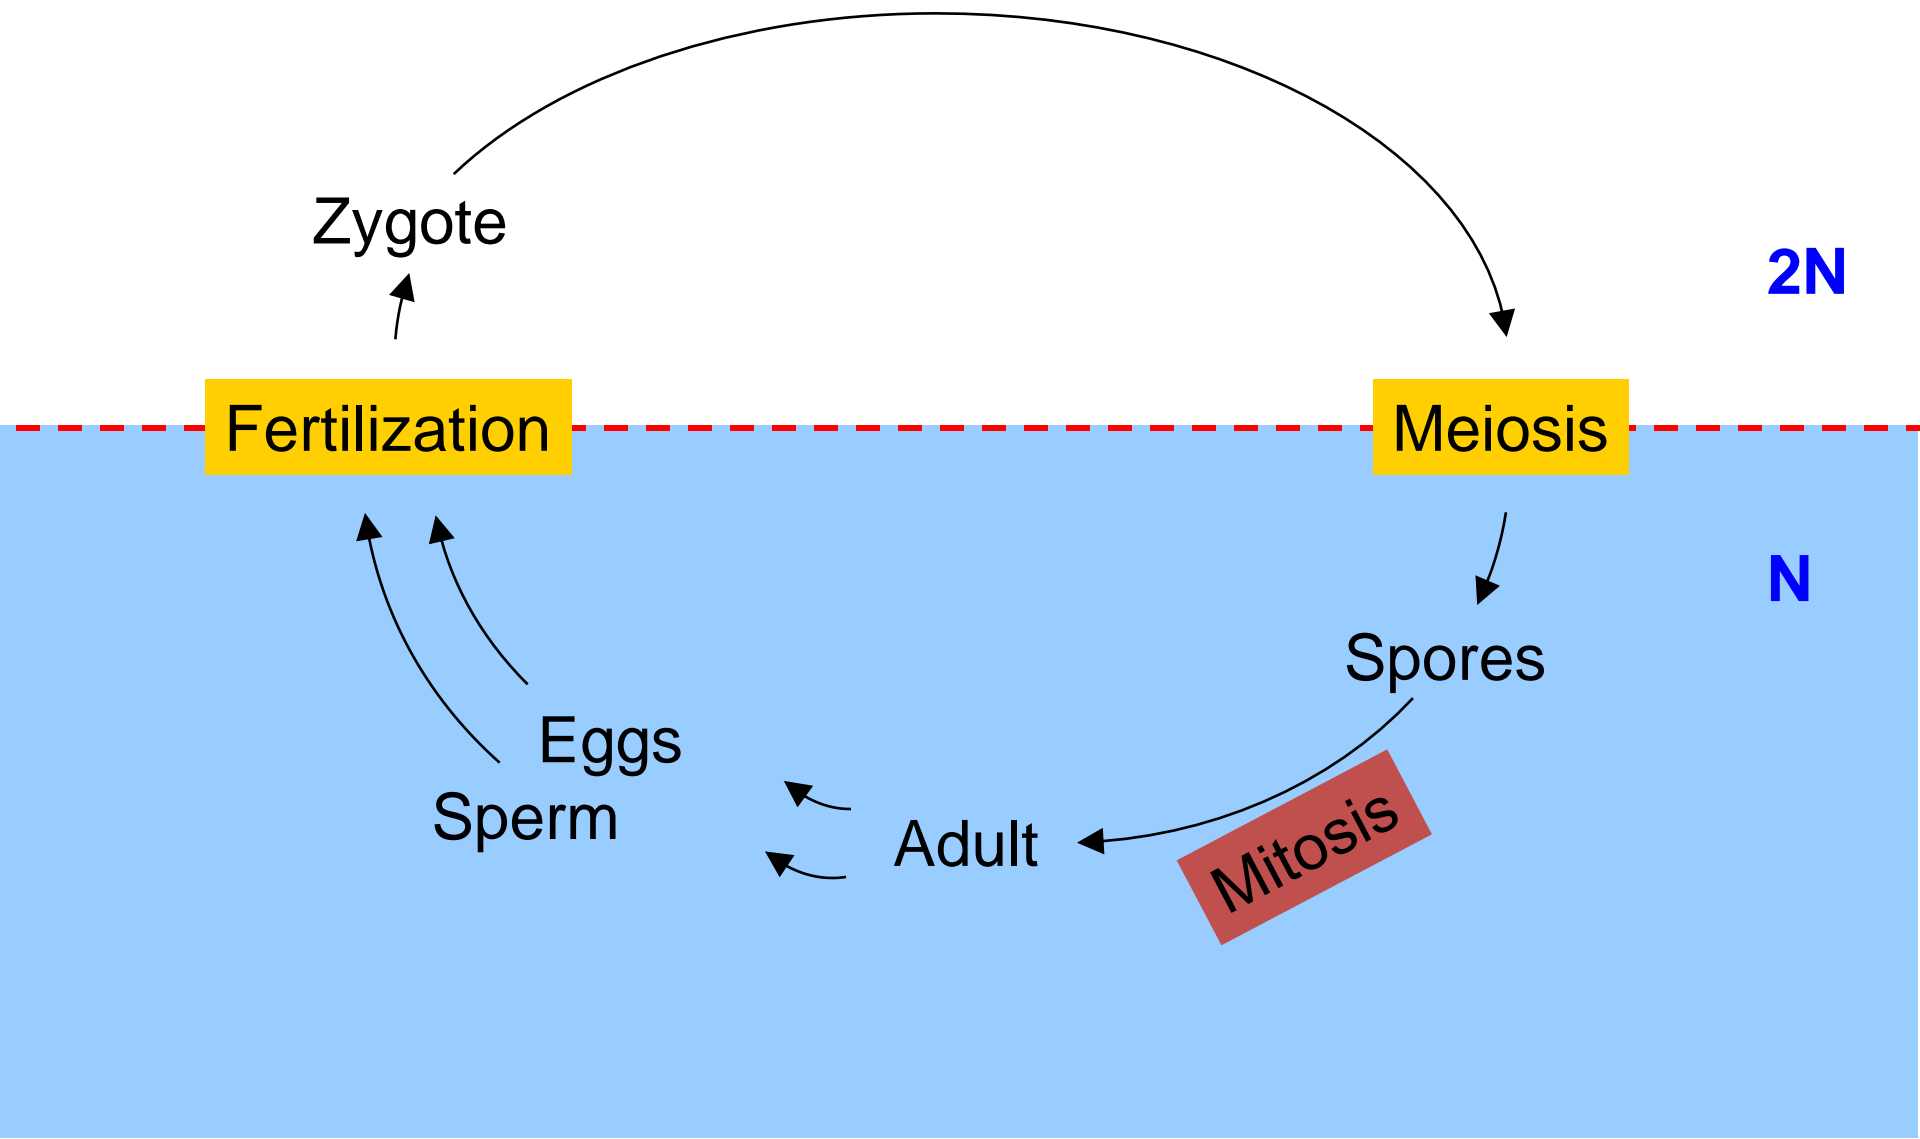 Zygote
2N
Fertilization
Meiosis
N
Spores
Eggs
Sperm
Adult
Mitosis